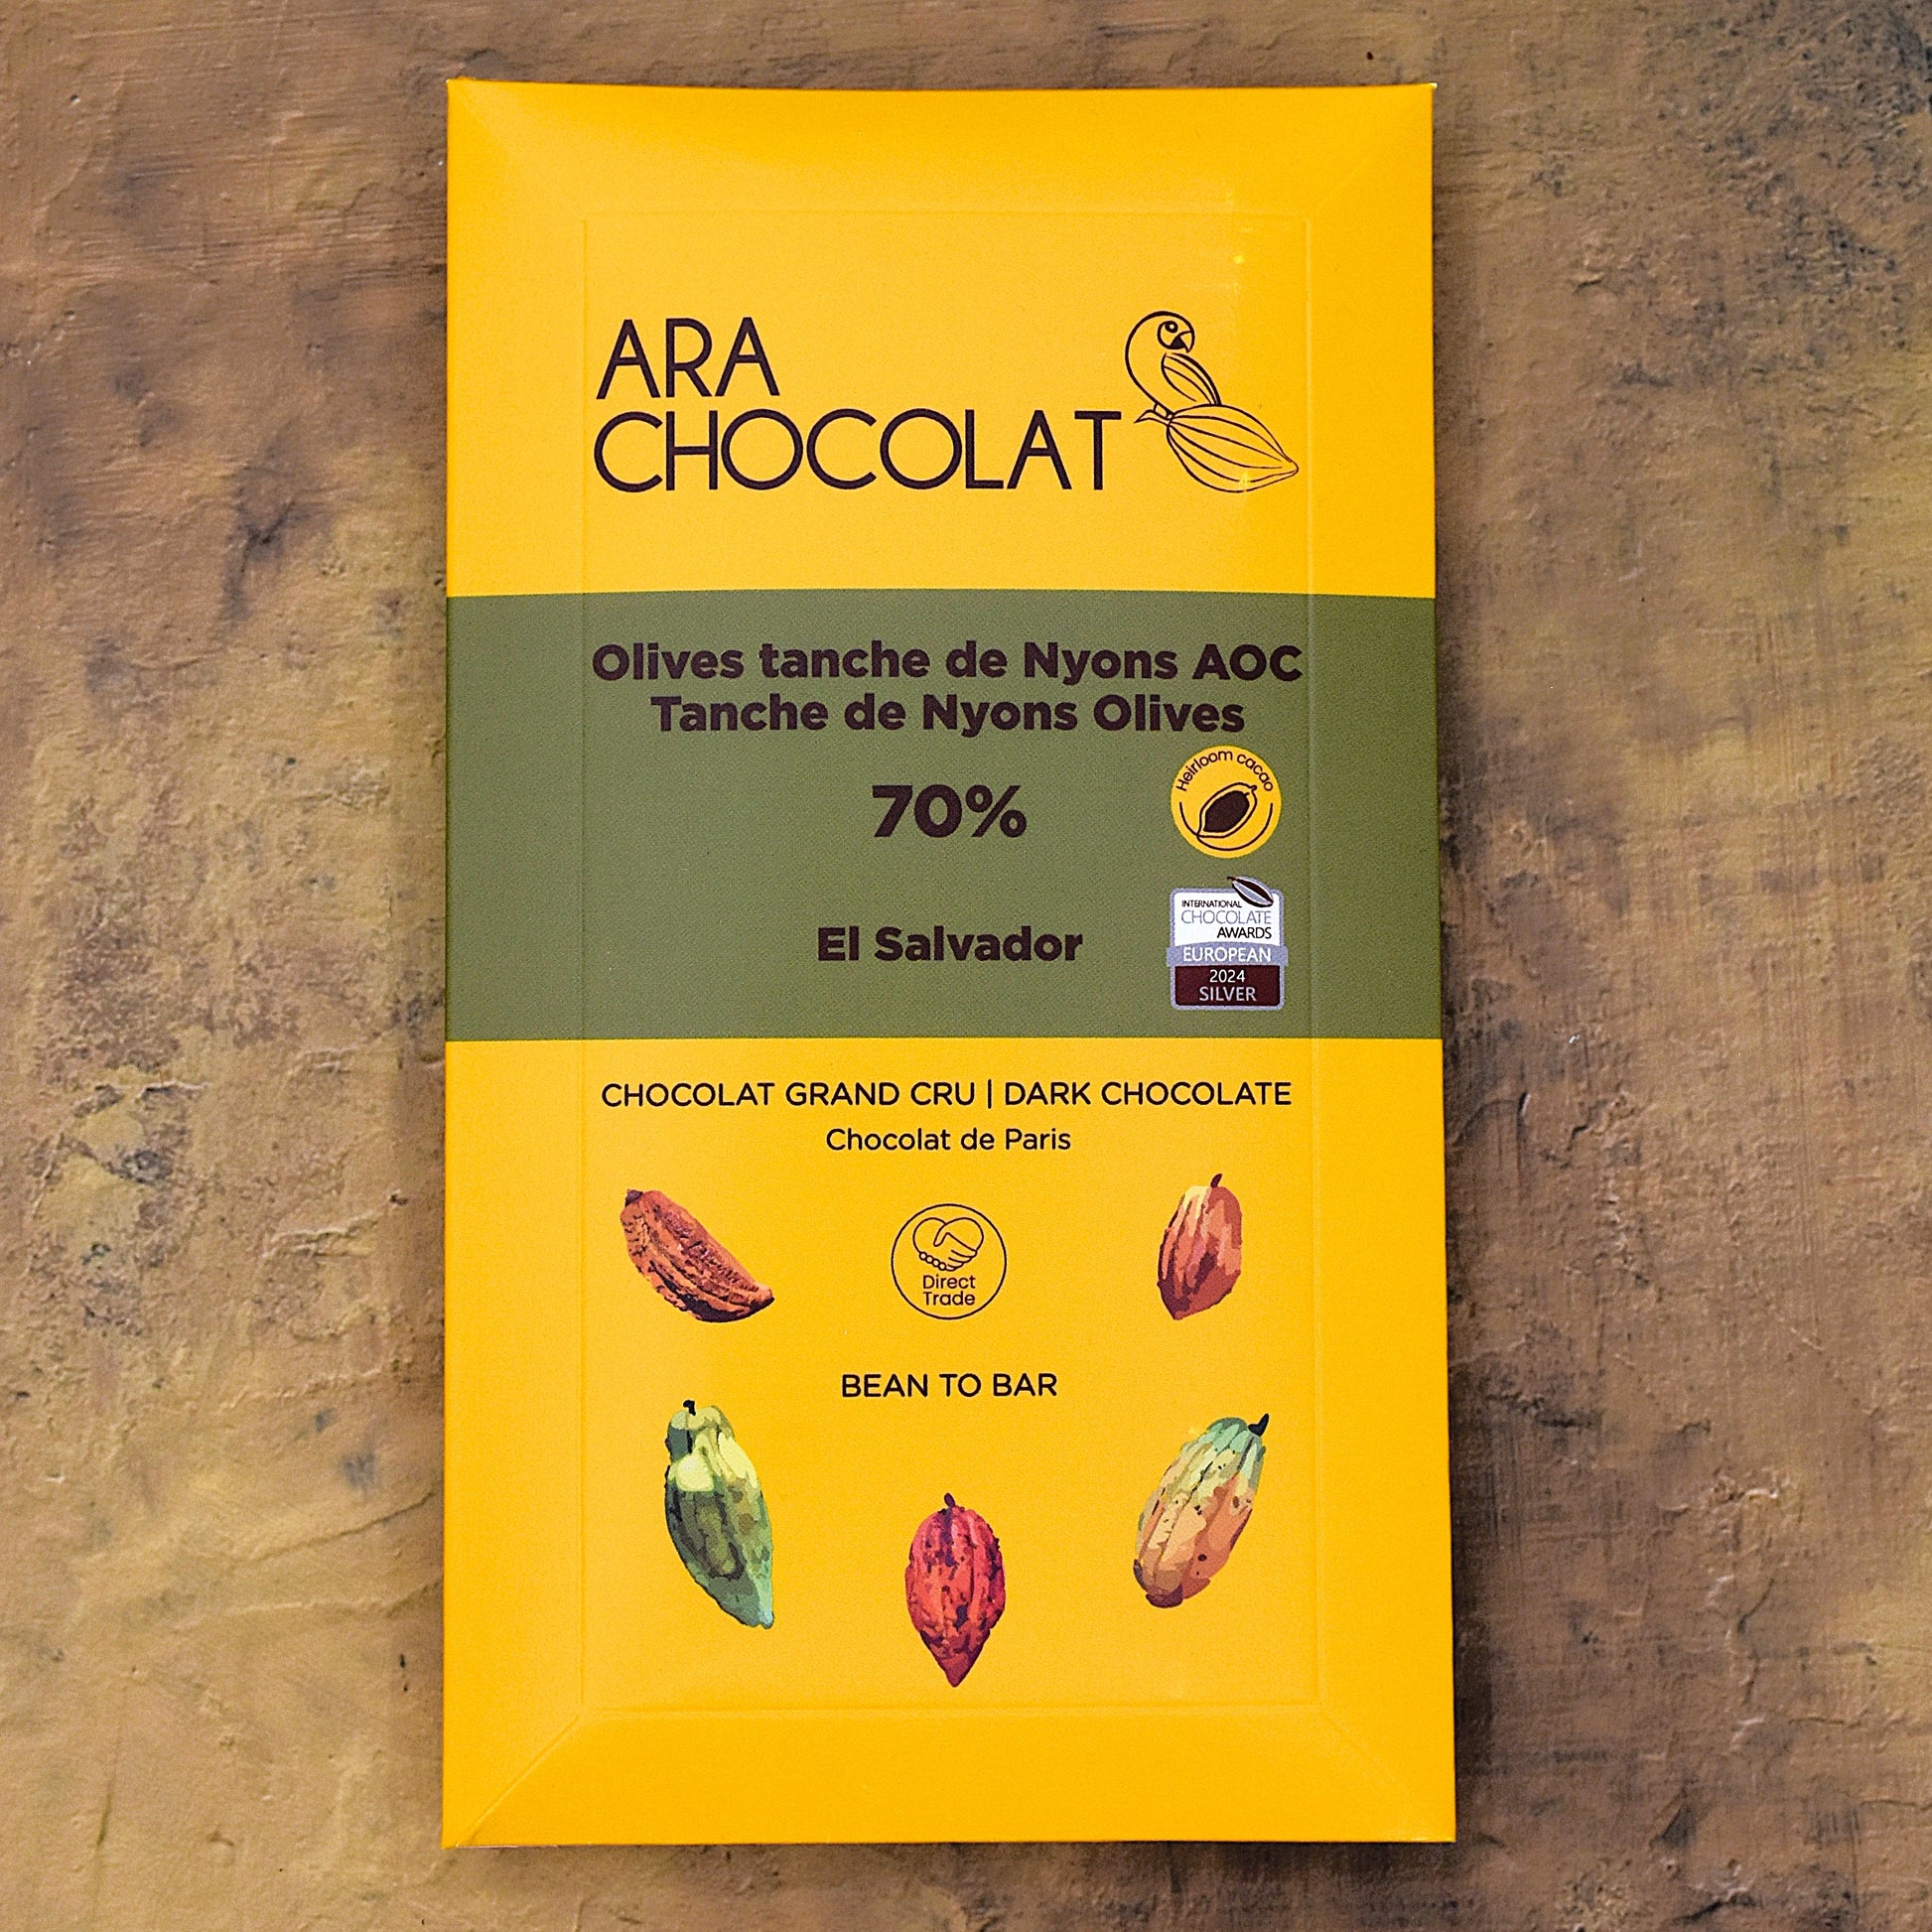 ARA
CHOCOLAT
Olives tanche de Nyons AOC
Tanche de Nyons Olives
Heirloom cacao
70%
INTERNATIONAL
CHOCOLATE
AWARDS
EUROPEAN
2024
SILVER
El Salvador
CHOCOLAT GRAND CRU | DARK CHOCOLATE
Chocolat de Paris
Direct
Trade
BEAN TO BAR